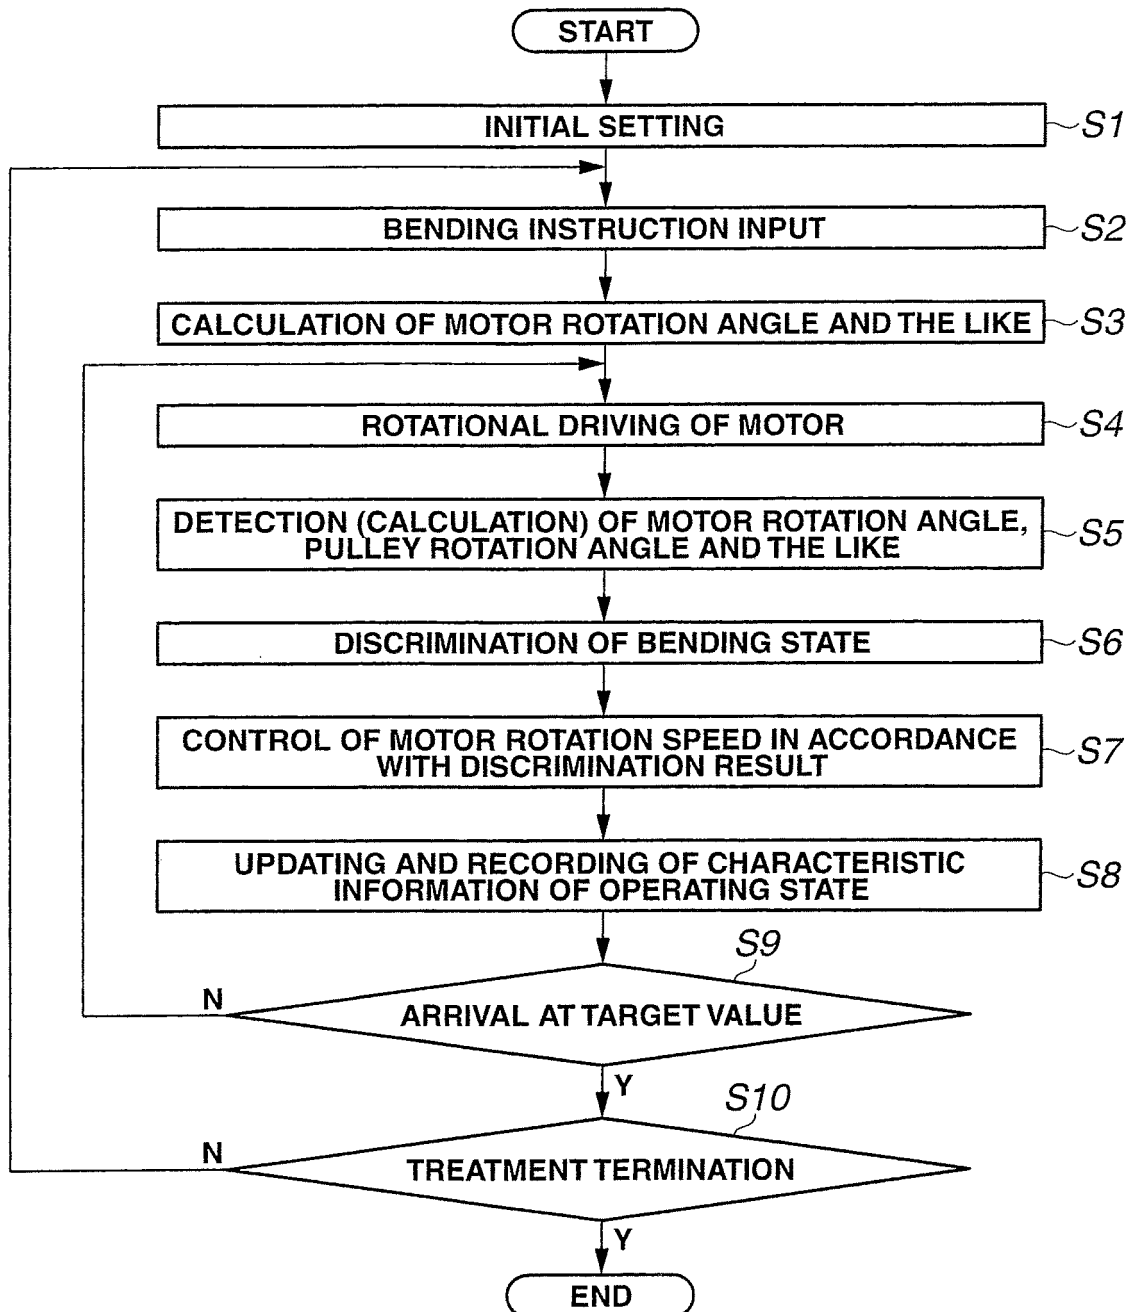 START
INITIAL SETTING
S1
BENDING INSTRUCTION INPUT
S2
CALCULATION OF MOTOR ROTATION ANGLE AND THE LIKE
S3
ROTATIONAL DRIVING OF MOTOR
S4
DETECTION (CALCULATION) OF MOTOR ROTATION ANGLE,
PULLEY ROTATION ANGLE AND THE LIKE
S5
DISCRIMINATION OF BENDING STATE
S6
CONTROL OF MOTOR ROTATION SPEED IN ACCORDANCE
WITH DISCRIMINATION RESULT
S7
UPDATING AND RECORDING OF CHARACTERISTIC
INFORMATION OF OPERATING STATE
S8
S9
N
ARRIVAL AT TARGET VALUE
Y
S10
N
TREATMENT TERMINATION
Y
END